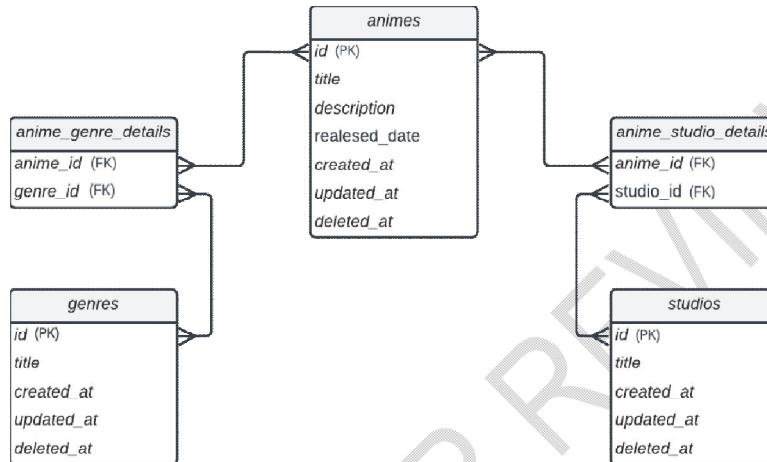 animes
id (PK)
title
description
realesed_date
created_at
updated_at
deleted_at
anime_genre_details
anime_id (FK)
genre_id (FK)
anime_studio_details
anime_id (FK)
studio_id (FK)
genres
id (PK)
title
created_at
updated_at
deleted_at
studios
id (PK)
title
created_at
updated_at
deleted_at